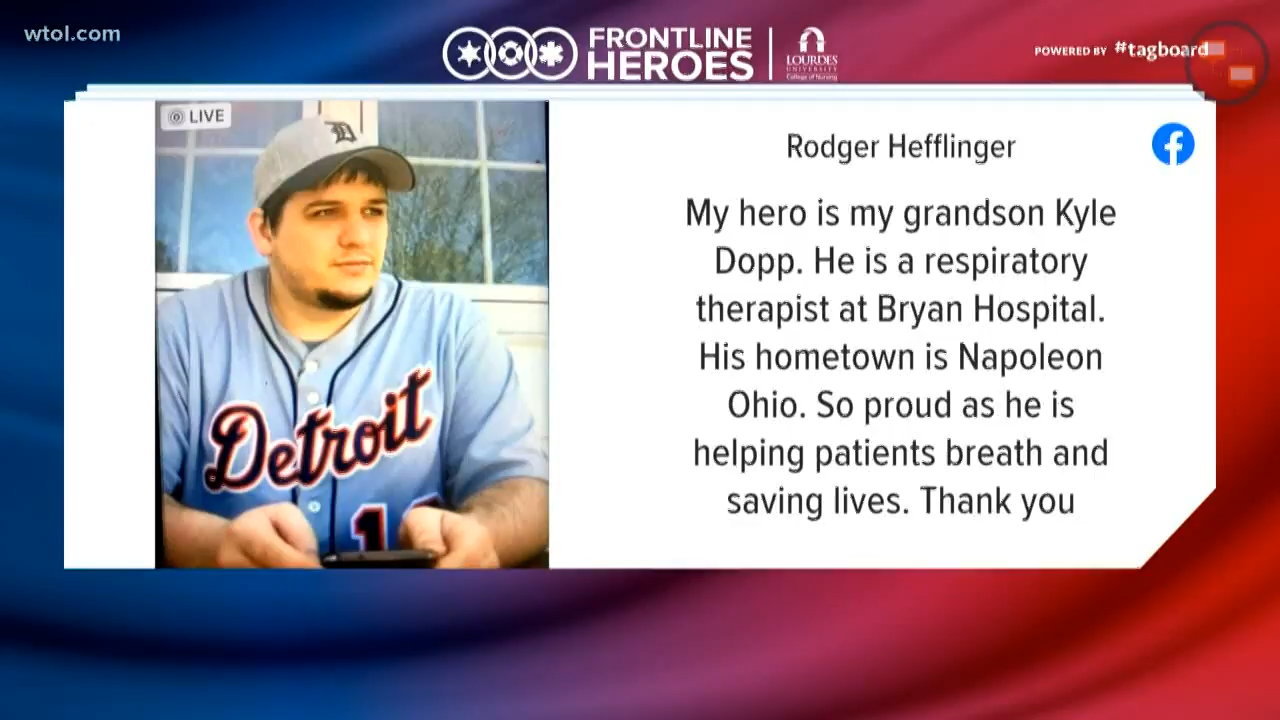 wtol.com
FRONTLINE
HEROES
LOURDES
UNIVERSITY
College of Nursing
POWERED BY #tagboard
LIVE
D
Detroit
Rodger Hefflinger
My hero is my grandson Kyle
Dopp. He is a respiratory
therapist at Bryan Hospital.
His hometown is Napoleon
Ohio. So proud as he is
helping patients breath and
saving lives. Thank you